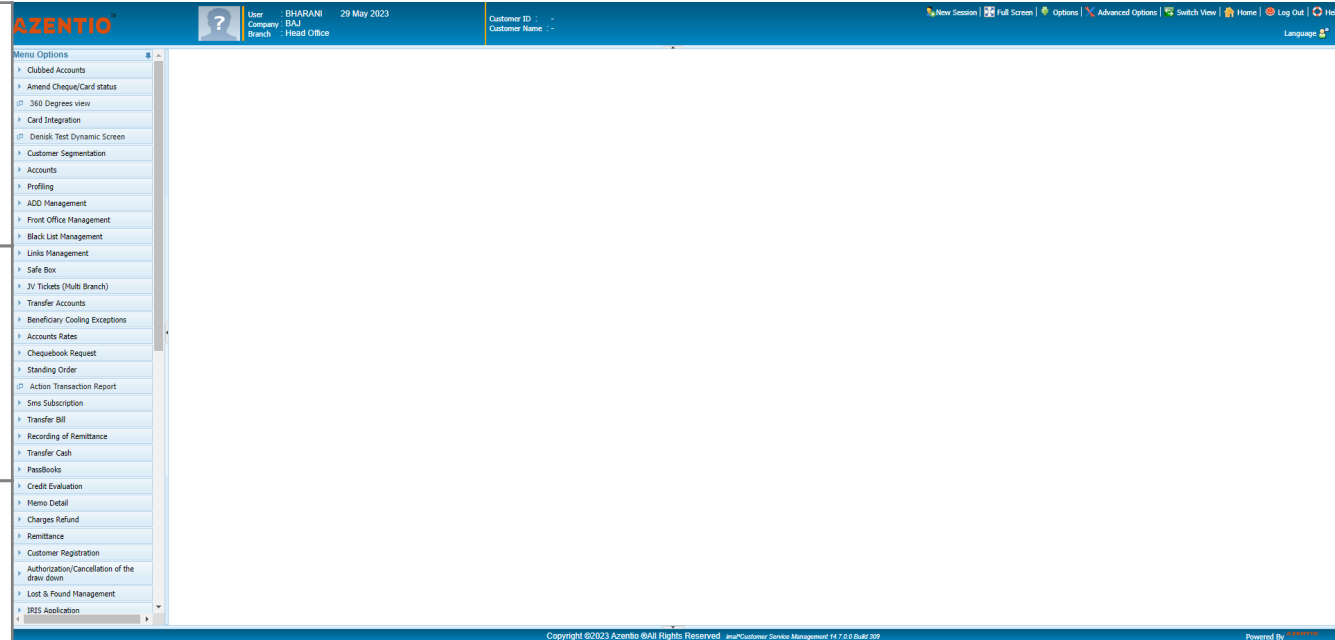 AZENTIO
User : BHARANI 29 May 2023
Company : BAJ
Branch : Head Office
Customer ID : -
Customer Name : -
New Session | Full Screen | Options | Advanced Options | Switch View | Home | Log Out | He
Language
Menu Options
Clubbed Accounts
Amend Cheque/Card status
360 Degrees view
Card Integration
Denisk Test Dynamic Screen
Customer Segmentation
Accounts
Profiling
ADD Management
Front Office Management
Black List Management
Links Management
Safe Box
JV Tickets (Multi Branch)
Transfer Accounts
Beneficiary Cooling Exceptions
Accounts Rates
Chequebook Request
Standing Order
Action Transaction Report
Sms Subscription
Transfer Bill
Recording of Remittance
Transfer Cash
PassBooks
Credit Evaluation
Memo Detail
Charges Refund
Remittance
Customer Registration
Authorization/Cancellation of the
draw down
Lost & Found Management
IRIS Application
Copyright ©2023 Azentio ®All Rights Reserved imal®Customer Service Management 14.7.0.0 Build 309
Powered By AZENTIO